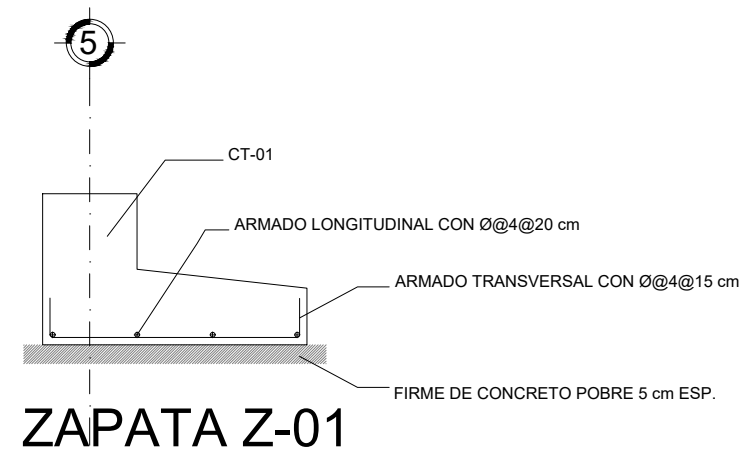 5
CT-01
ARMADO LONGITUDINAL CON Ø@4@20 cm
ARMADO TRANSVERSAL CON Ø@4@15 cm
FIRME DE CONCRETO POBRE 5 cm ESP.
ZAPATA Z-01